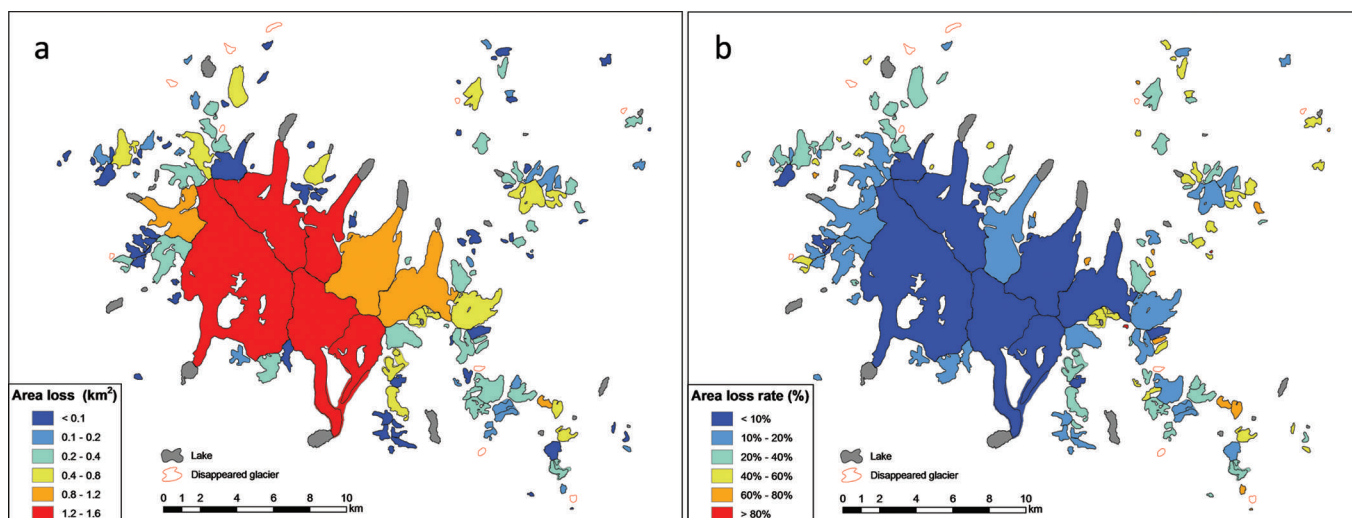 a
Area loss (km²)
< 0.1
0.1 - 0.2
0.2 - 0.4
0.4 - 0.8
0.8 - 1.2
1.2 - 1.6
Lake
Disappeared glacier
0 1 2 4 6 8 10
km
b
Area loss rate (%)
< 10%
10% - 20%
20% - 40%
40% - 60%
60% - 80%
> 80%
Lake
Disappeared glacier
0 1 2 4 6 8 10
km